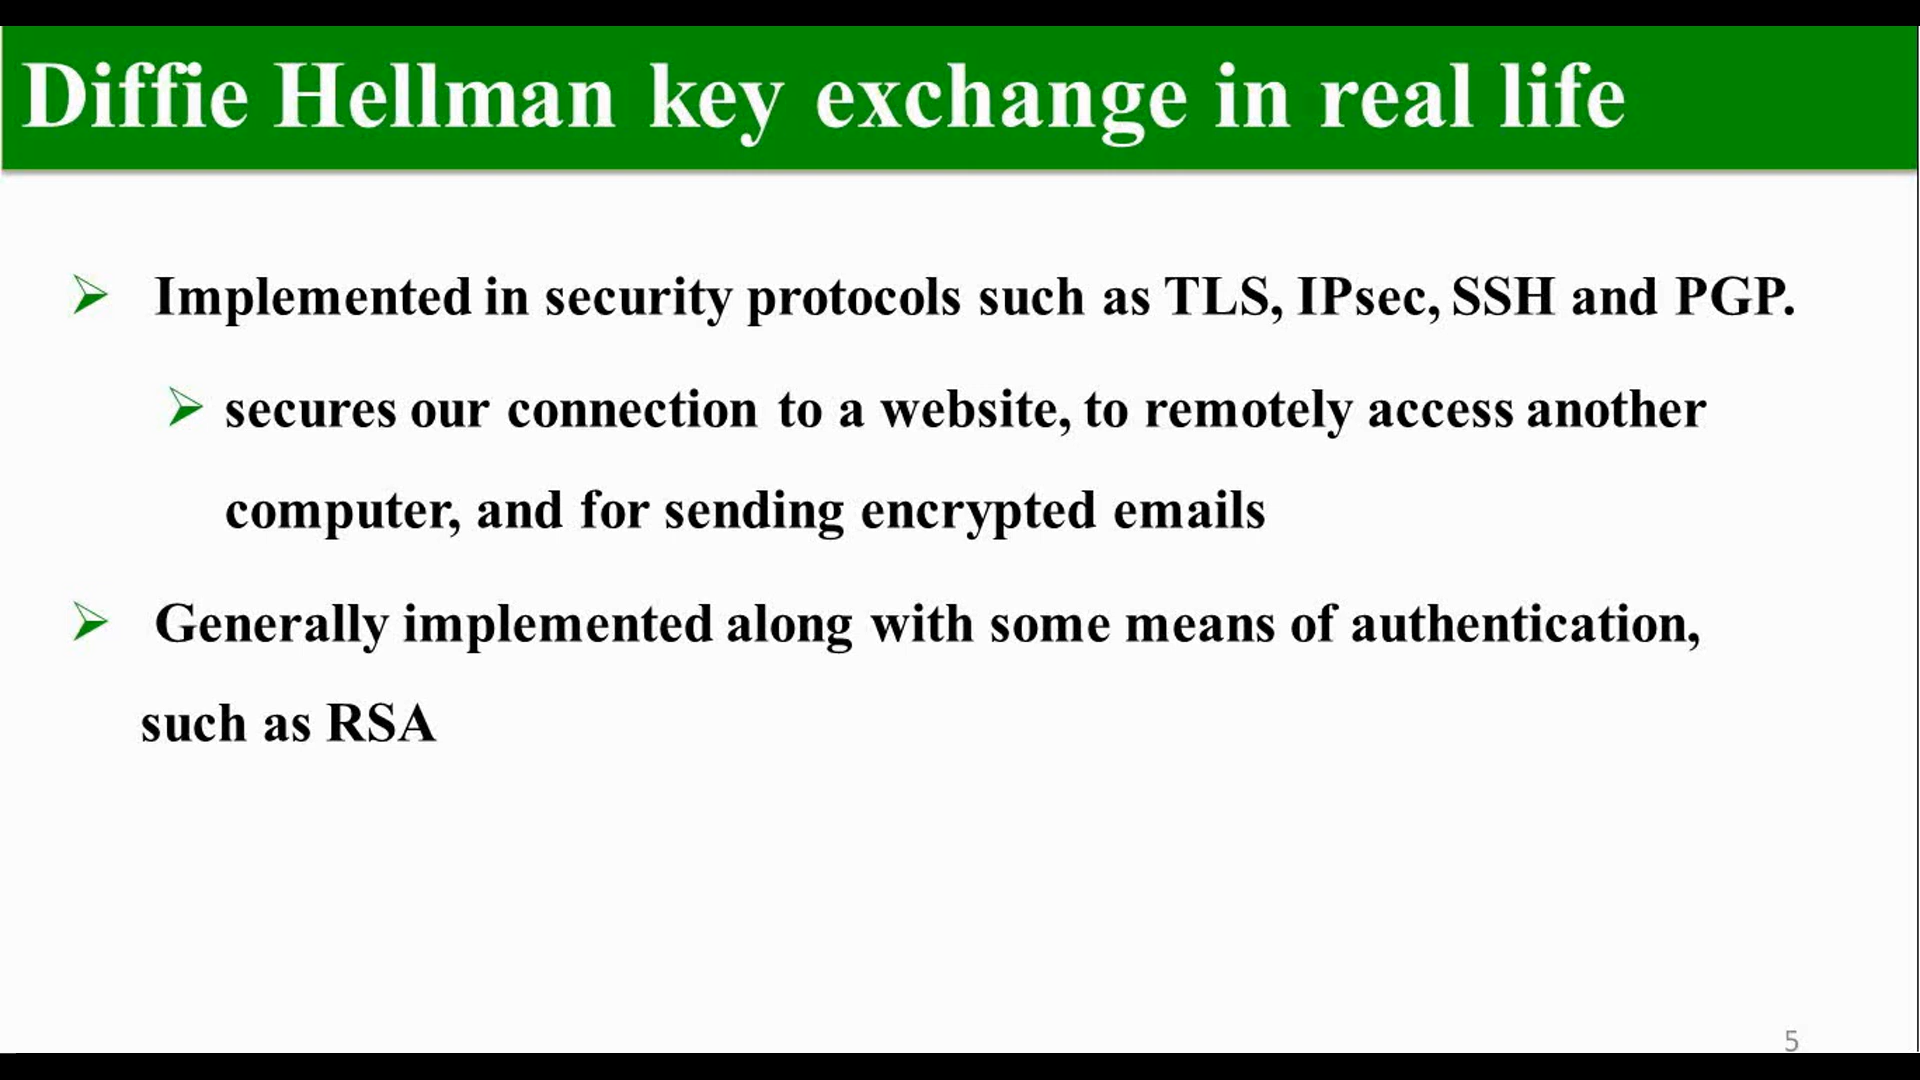 Diffie Hellman key exchange in real life
Implemented in security protocols such as TLS, IPsec, SSH and PGP.
secures our connection to a website, to remotely access another
computer, and for sending encrypted emails
Generally implemented along with some means of authentication,
such as RSA
5